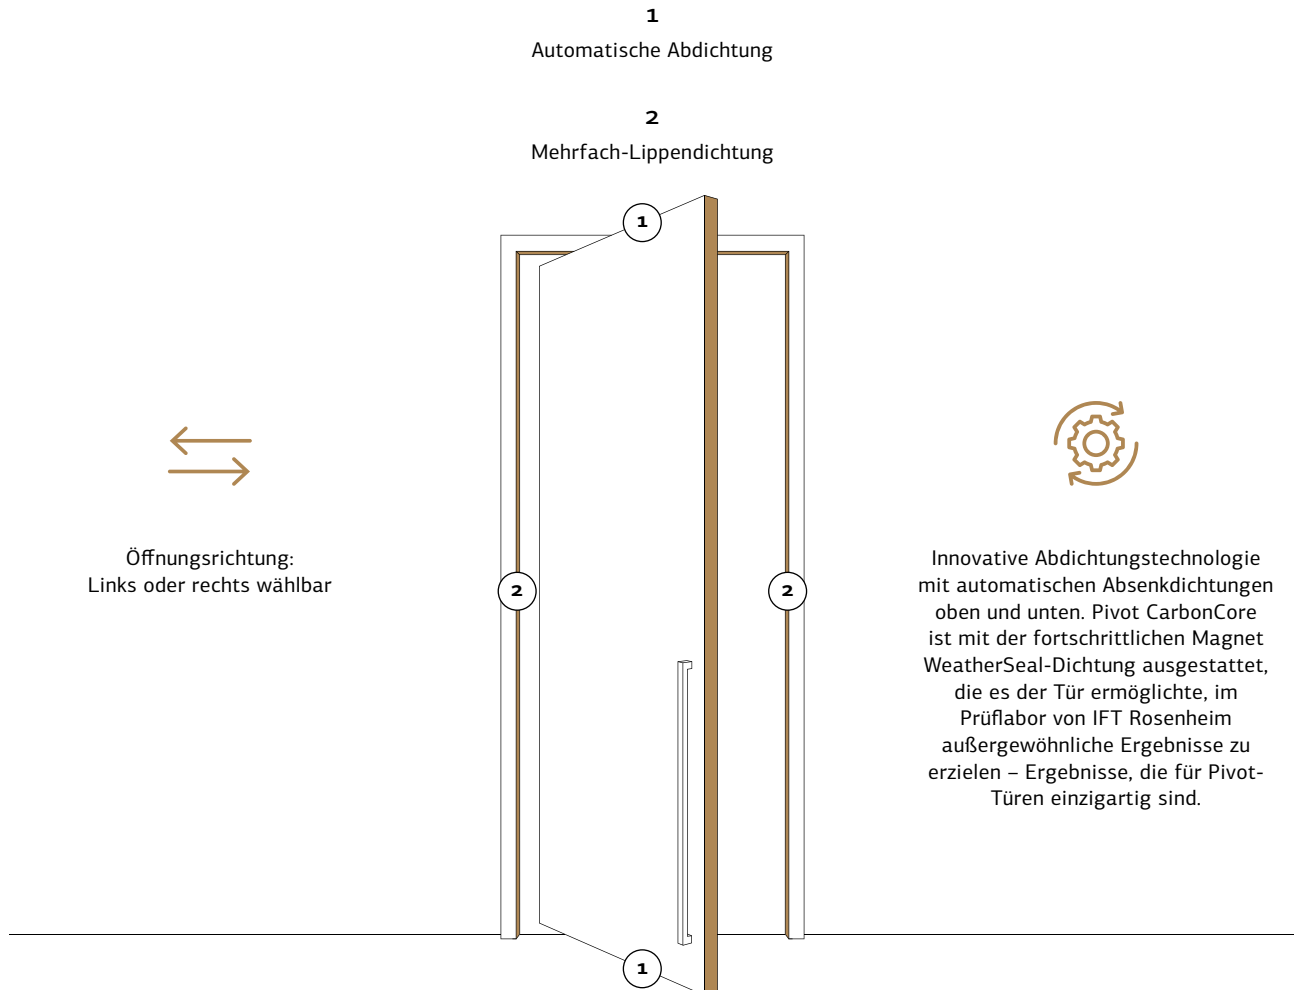 1
Automatische Abdichtung
2
Mehrfach-Lippendichtung
1
2
2
1
Öffnungsrichtung:
Links oder rechts wählbar
Innovative Abdichtungstechnologie
mit automatischen Absenkdichtungen
oben und unten. Pivot CarbonCore
ist mit der fortschrittlichen Magnet
WeatherSeal-Dichtung ausgestattet,
die es der Tür ermöglichte, im
Prüflabor von IFT Rosenheim
außergewöhnliche Ergebnisse zu
erzielen – Ergebnisse, die für Pivot-
Türen einzigartig sind.